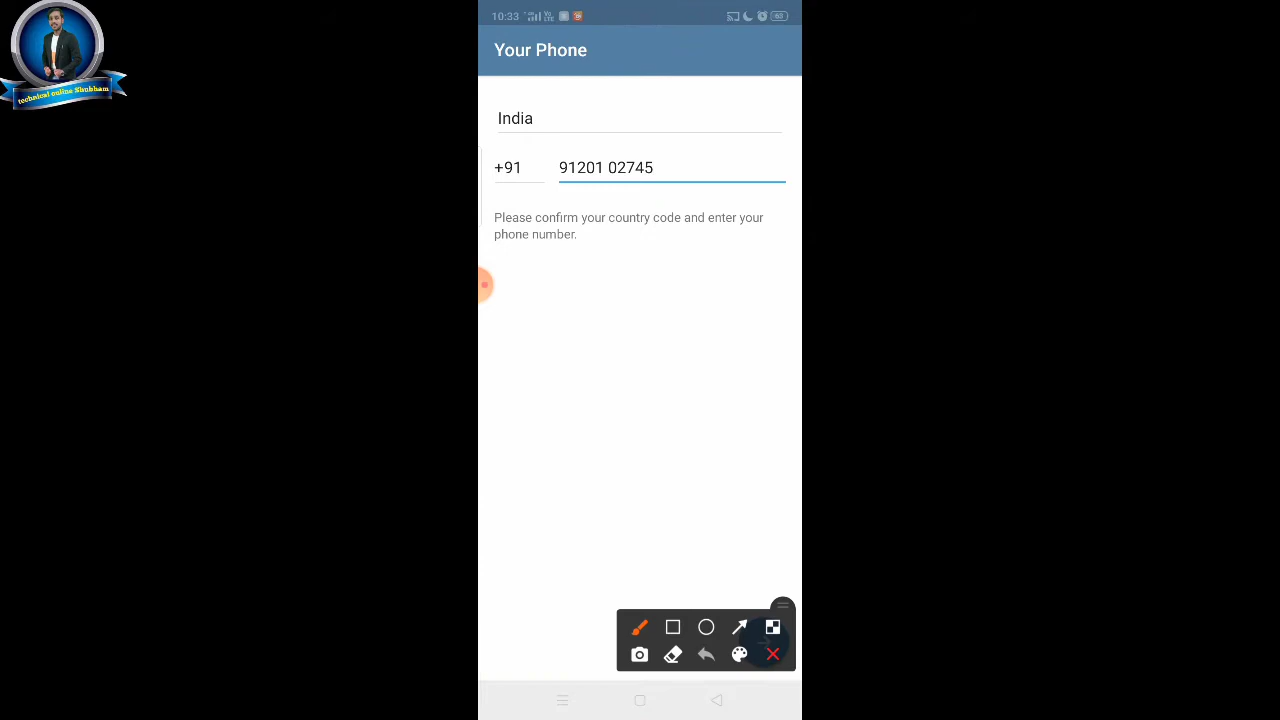 technical online Shubham
10:33
63
Your Phone
India
+91 91201 02745
Please confirm your country code and enter your
phone number.